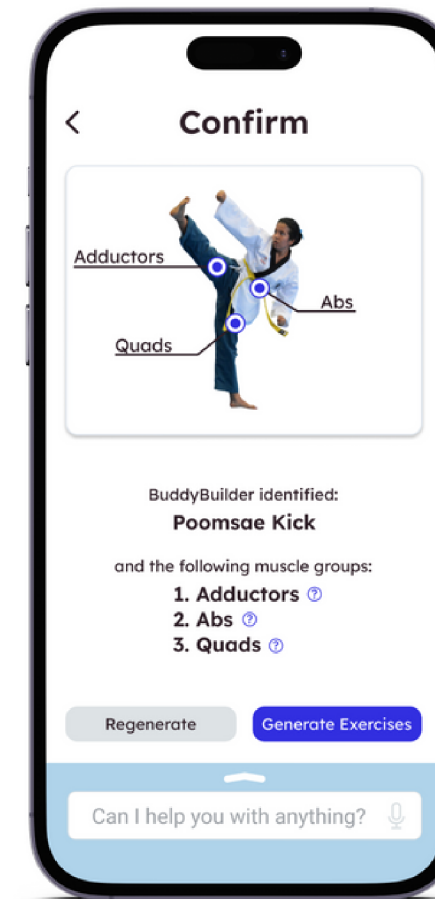 Confirm
Adductors
Abs
Quads
BuddyBuilder identified:
Poomsae Kick
and the following muscle groups:
1. Adductors ?
2. Abs ?
3. Quads ?
Regenerate
Generate Exercises
Can I help you with anything?